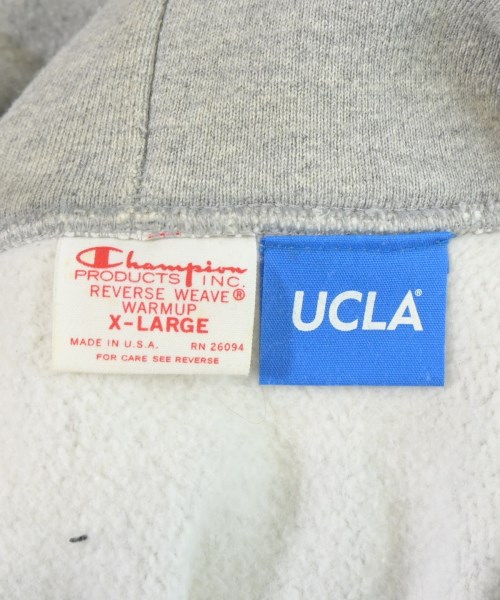 Champion
PRODUCTS INC.
REVERSE WEAVE®
WARMUP
X-LARGE
MADE IN U.S.A. RN 26094
FOR CARE SEE REVERSE
UCLA®